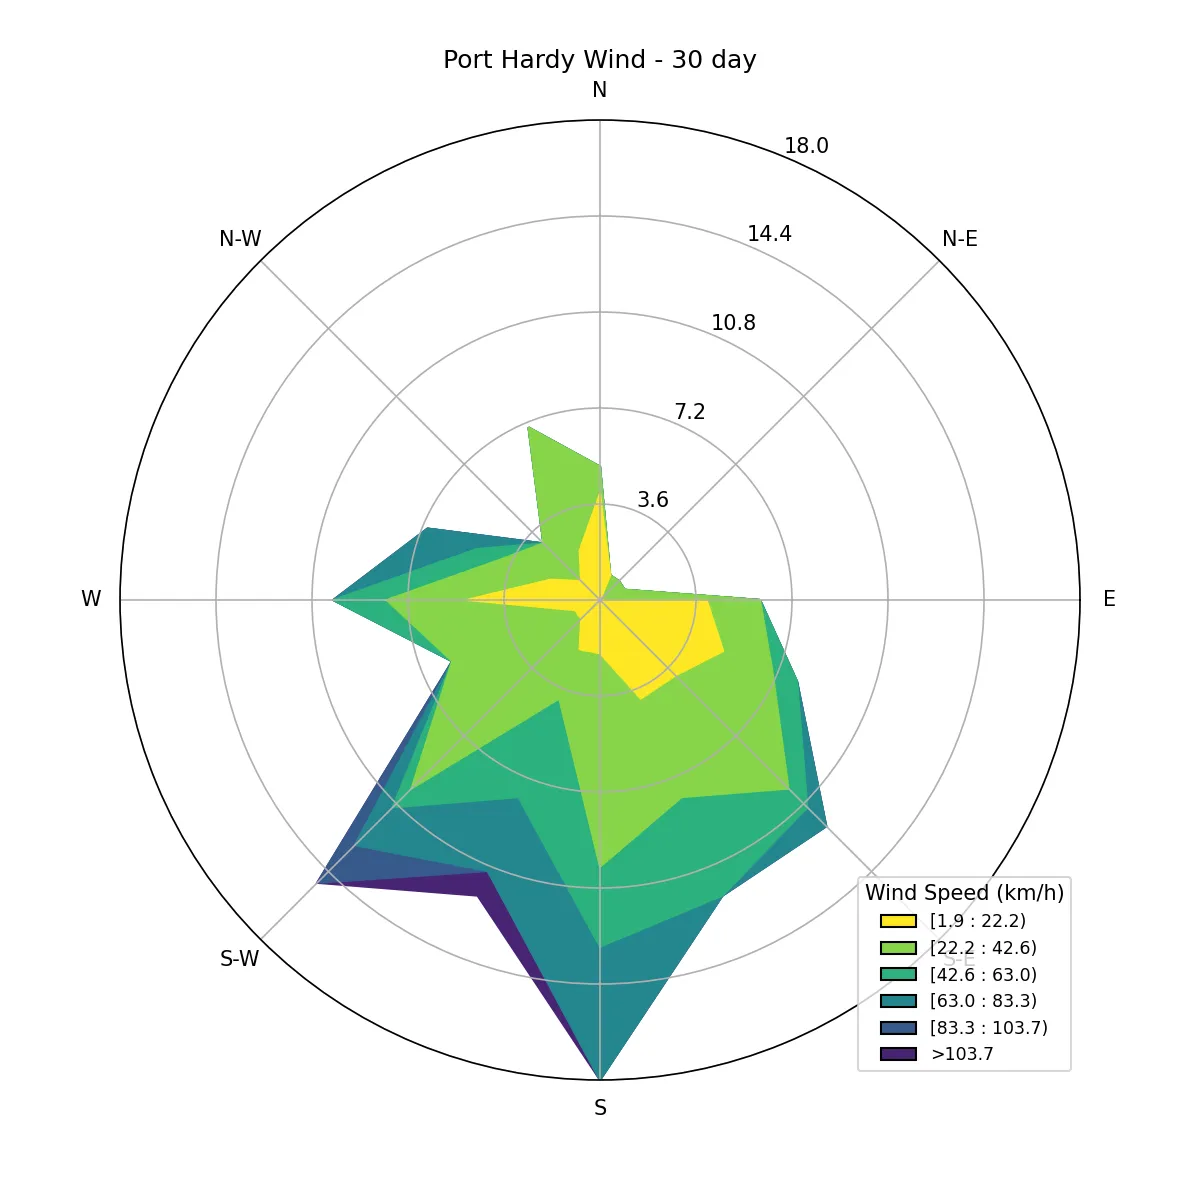 Port Hardy Wind - 30 day
N
18.0
N-W
14.4
N-E
10.8
7.2
3.6
W
E
S-W
S-E
S
Wind Speed (km/h)
[1.9 : 22.2)
[22.2 : 42.6)
[42.6 : 63.0)
[63.0 : 83.3)
[83.3 : 103.7)
>103.7